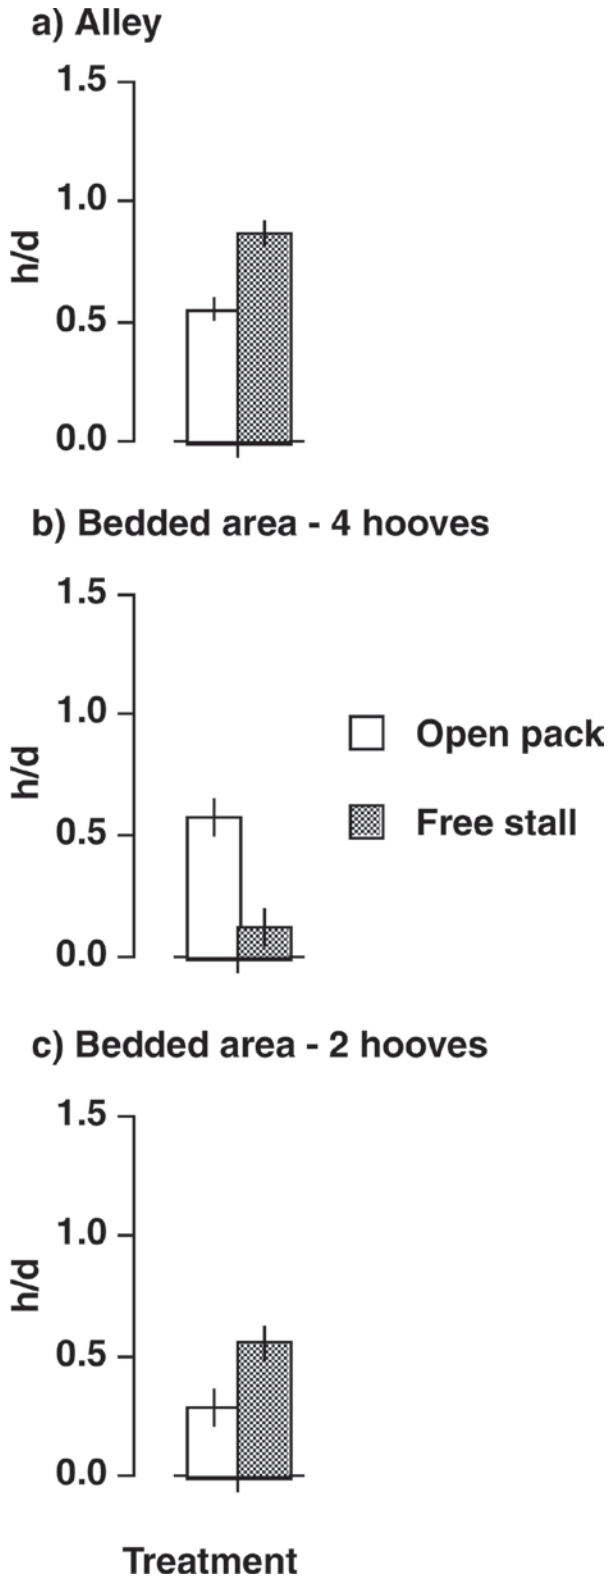 a) Alley
1.5
1.0
0.5
0.0
h/d
b) Bedded area - 4 hooves
1.5
1.0
0.5
0.0
h/d
Open pack
Free stall
c) Bedded area - 2 hooves
1.5
1.0
0.5
0.0
h/d
Treatment